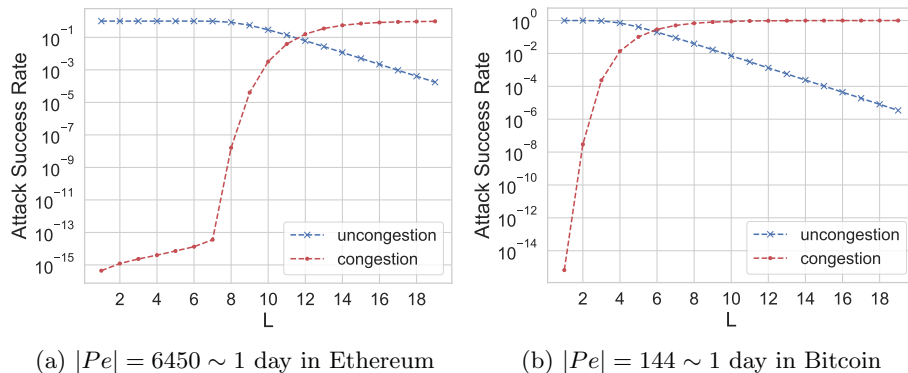 10^-1
10^-3
10^-5
10^-7
10^-9
10^-11
10^-13
10^-15
Attack Success Rate
uncongestion
congestion
2 4 6 8 10 12 14 16 18
L
(a) |Pe| = 6450 ∼ 1 day in Ethereum
10^0
10^-2
10^-4
10^-6
10^-8
10^-10
10^-12
10^-14
Attack Success Rate
uncongestion
congestion
2 4 6 8 10 12 14 16 18
L
(b) |Pe| = 144 ∼ 1 day in Bitcoin